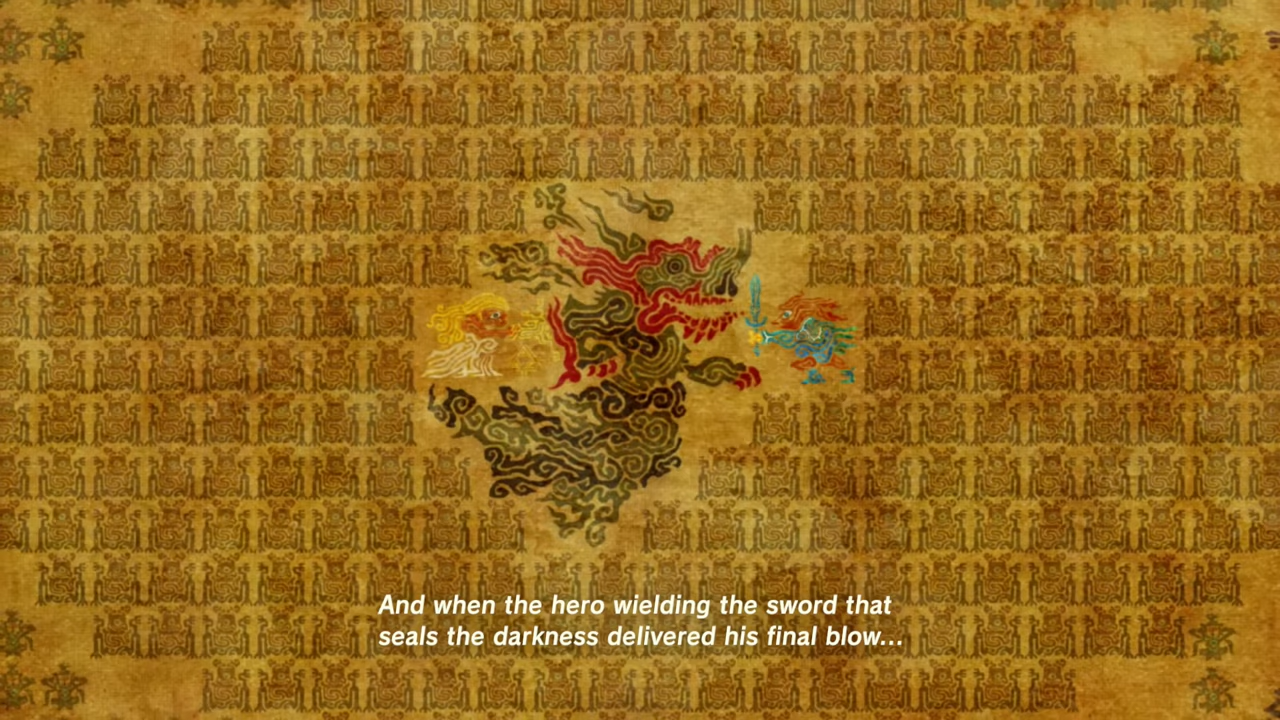 And when the hero wielding the sword that
seals the darkness delivered his final blow...